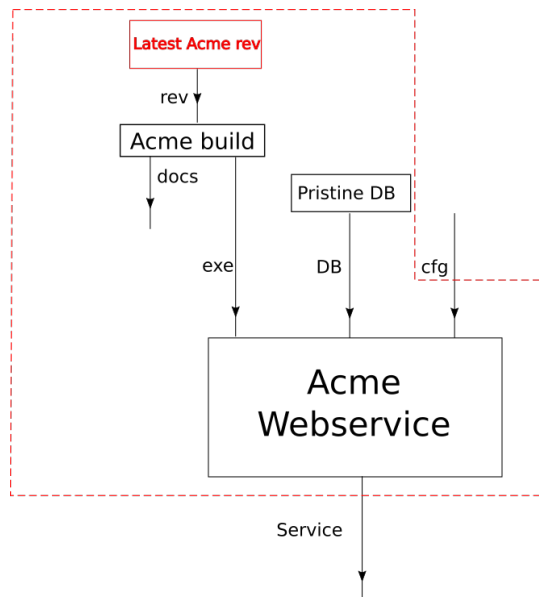 Latest Acme rev
rev
Acme build
docs
Pristine DB
exe
DB
cfg
Acme
Webservice
Service